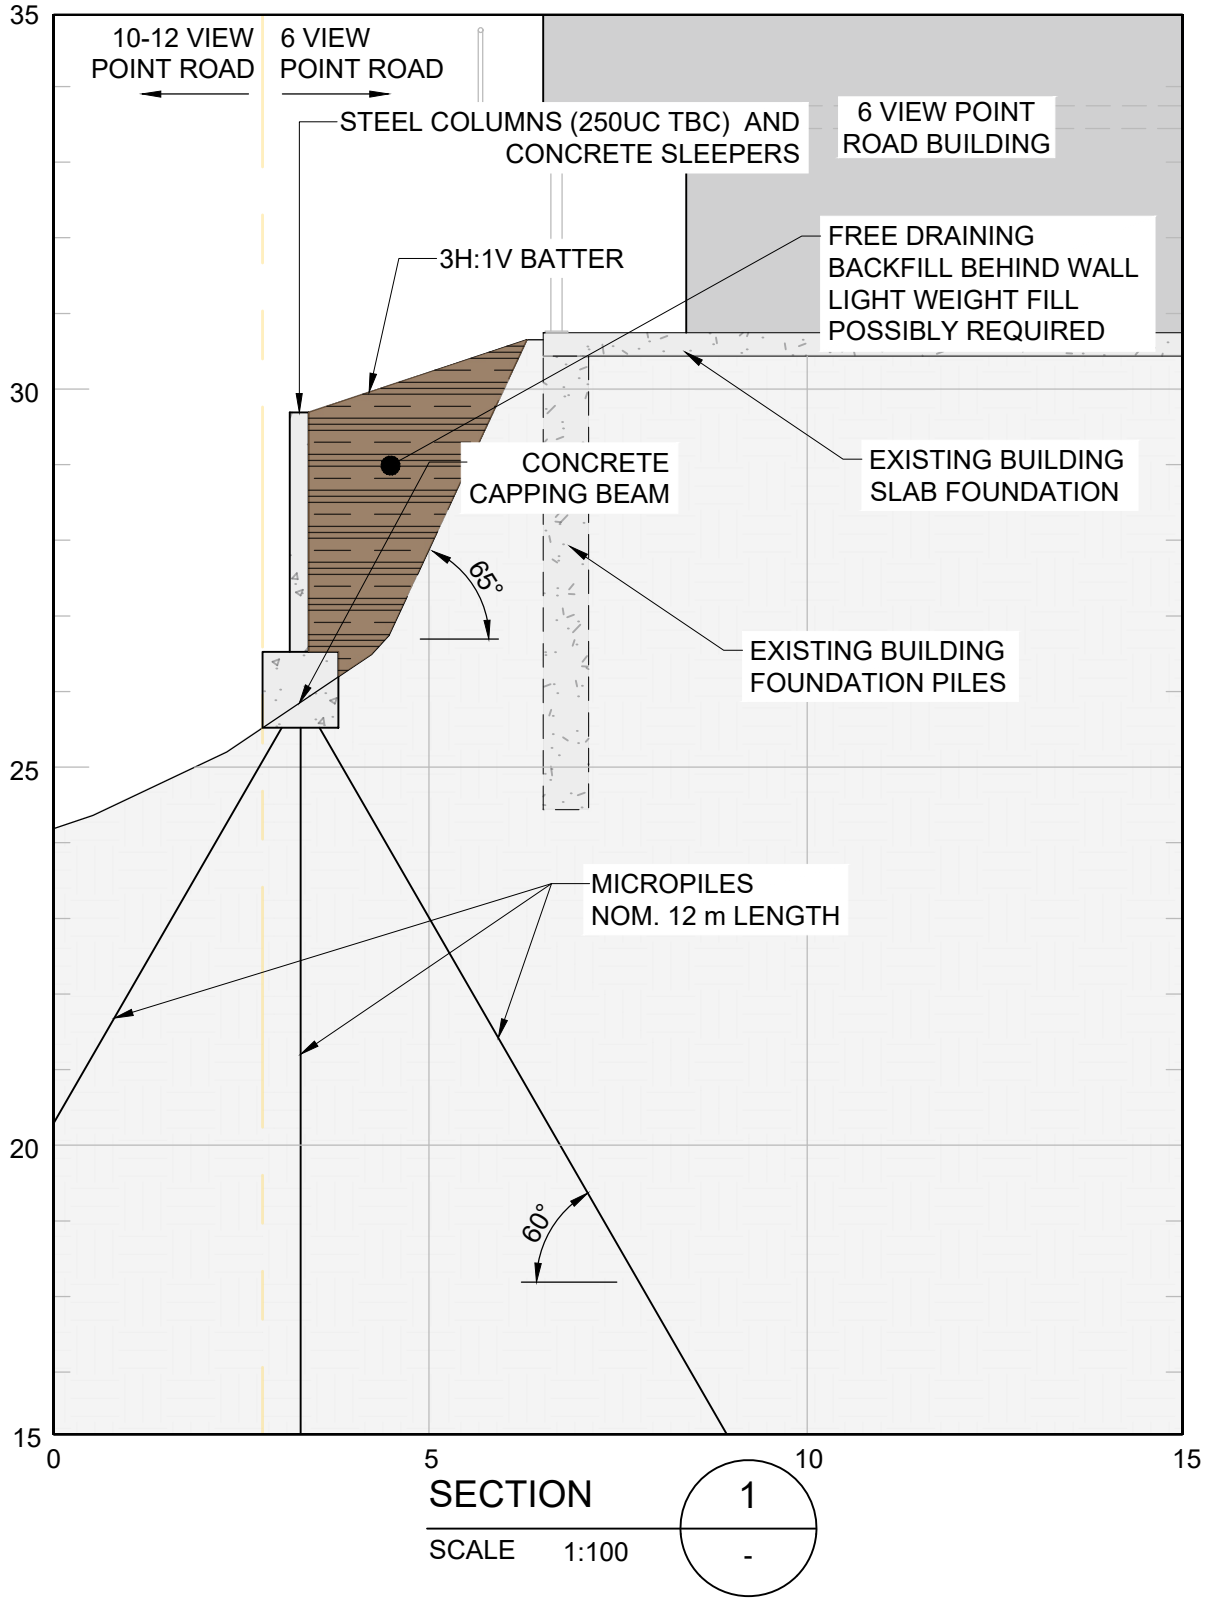 35
10-12 VIEW
POINT ROAD
6 VIEW
POINT ROAD
STEEL COLUMNS (250UC TBC) AND
CONCRETE SLEEPERS
6 VIEW POINT
ROAD BUILDING
3H:1V BATTER
FREE DRAINING
BACKFILL BEHIND WALL
LIGHT WEIGHT FILL
POSSIBLY REQUIRED
30
CONCRETE
CAPPING BEAM
EXISTING BUILDING
SLAB FOUNDATION
65°
EXISTING BUILDING
FOUNDATION PILES
25
MICROPILES
NOM. 12 m LENGTH
20
60°
15
0
5
10
15
SECTION
1
SCALE 1:100
-